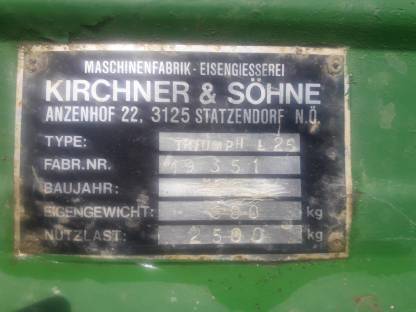 MASCHINENFABRIK - EISENGIESSEREI
KIRCHNER & SÖHNE
ANZENHOF 22, 3125 STATZENDORF N.Ö.
TYPE: TRIUMPH L 25
FABR.NR. 19351
BAUJAHR:
EIGENGEWICHT: kg
NUTZLAST: 2500 kg